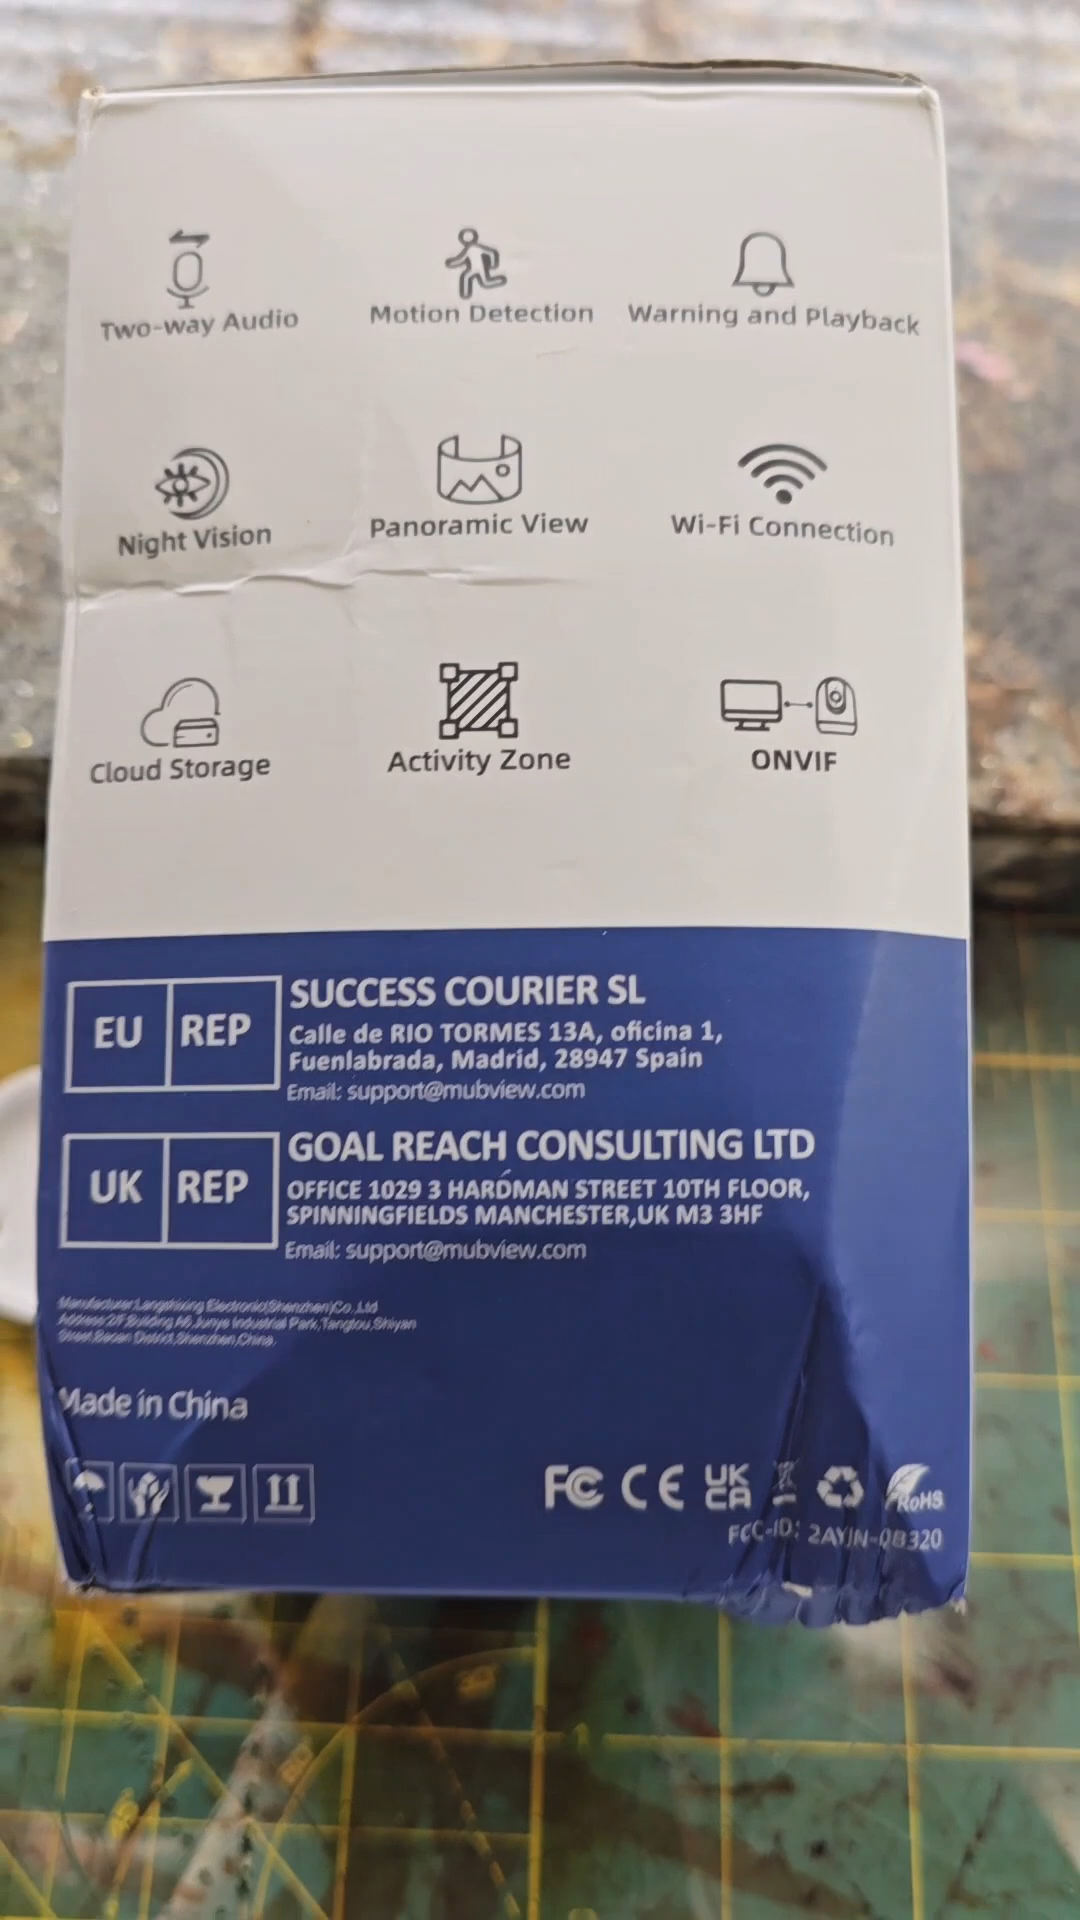 Two-way Audio
Motion Detection
Warning and Playback
Night Vision
Panoramic View
Wi-Fi Connection
Cloud Storage
Activity Zone
ONVIF
EU REP
SUCCESS COURIER SL
Calle de RIO TORMES 13A, oficina 1,
Fuenlabrada, Madrid, 28947 Spain
Email: support@mubview.com
UK REP
GOAL REACH CONSULTING LTD
OFFICE 1029 3 HARDMAN STREET 10TH FLOOR,
SPINNINGFIELDS MANCHESTER,UK M3 3HF
Email: support@mubview.com
Manufacturer:Langshixing Electronic(Shenzhen)Co.,Ltd
Address:2/F,Building A6,Junye Industrial Park,Tangtou,Shiyan
Street,Baoan District,Shenzhen,China.
Made in China
FC CE UK CA RoHS
FCC-ID: 2AYJN-QB320